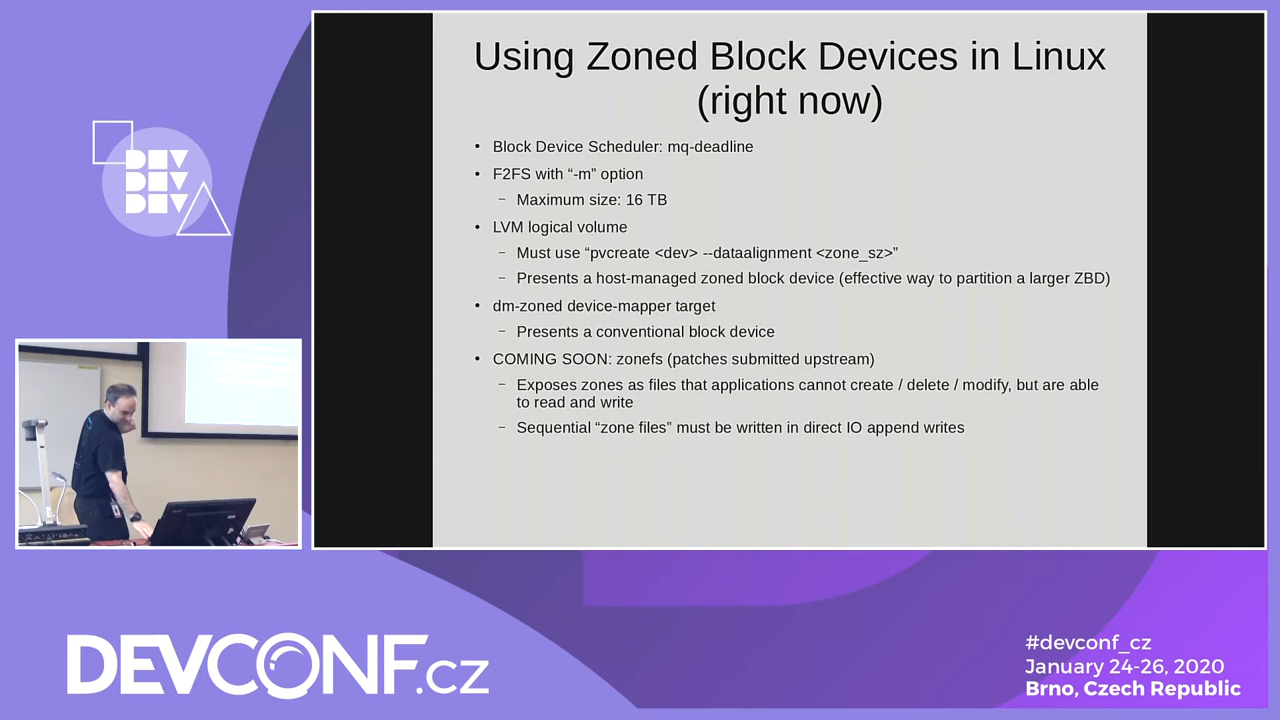 Using Zoned Block Devices in Linux
(right now)
• Block Device Scheduler: mq-deadline
• F2FS with “-m” option
– Maximum size: 16 TB
• LVM logical volume
– Must use “pvcreate <dev> --dataalignment <zone_sz>”
– Presents a host-managed zoned block device (effective way to partition a larger ZBD)
• dm-zoned device-mapper target
– Presents a conventional block device
• COMING SOON: zonefs (patches submitted upstream)
– Exposes zones as files that applications cannot create / delete / modify, but are able
to read and write
– Sequential “zone files” must be written in direct IO append writes
DEV
DEV
DEV
DEVCONF.cz
#devconf_cz
January 24-26, 2020
Brno, Czech Republic